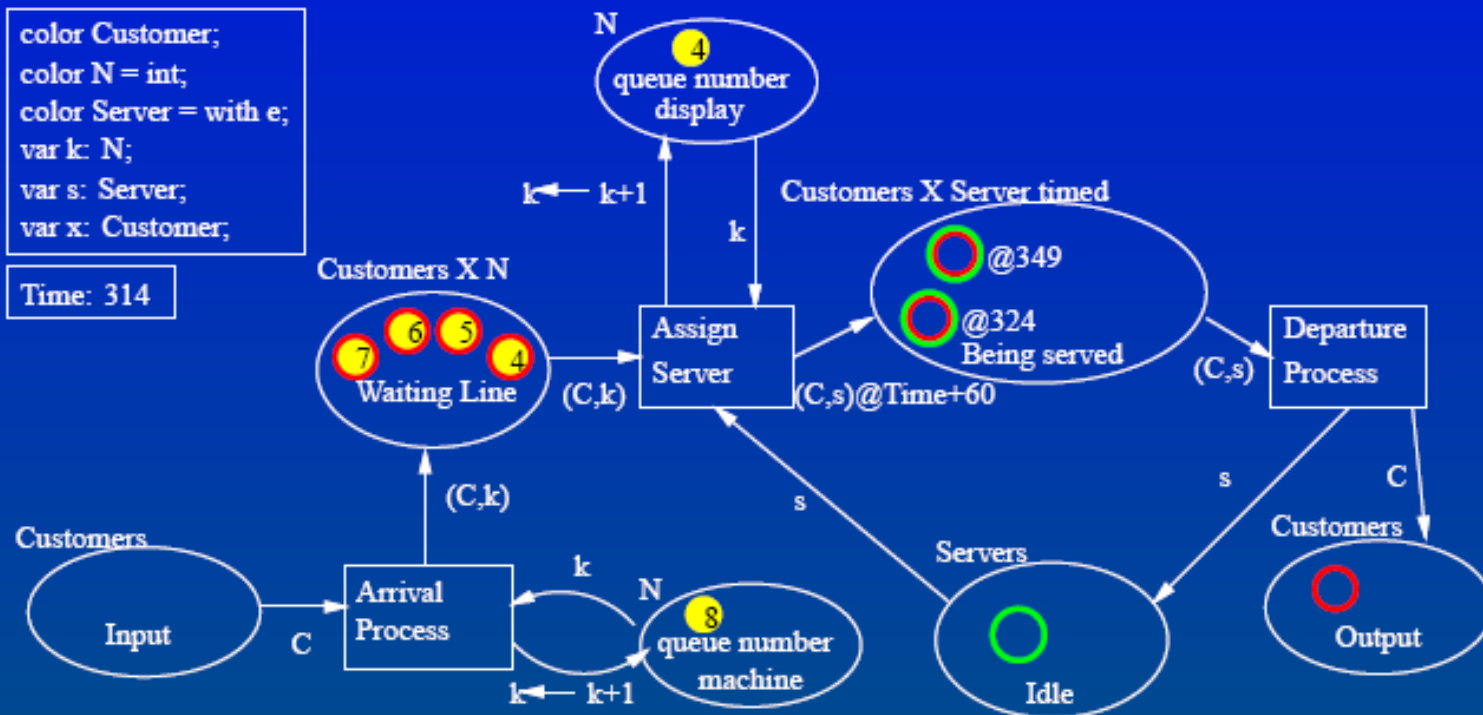 color Customer;
color N = int;
color Server = with e;
var k: N;
var s: Server;
var x: Customer;
Time: 314
N
4
queue number
display
k ← k+1
k
Customers X Server timed
@349
@324
Being served
Customers X N
7 6 5 4
Waiting Line
(C,k)
Assign
Server
(C,s)@Time+60
(C,s)
Departure
Process
(C,k)
s
s
C
Customers
Input
C
Arrival
Process
k
k ← k+1
N
8
queue number
machine
Servers
Idle
Customers
Output